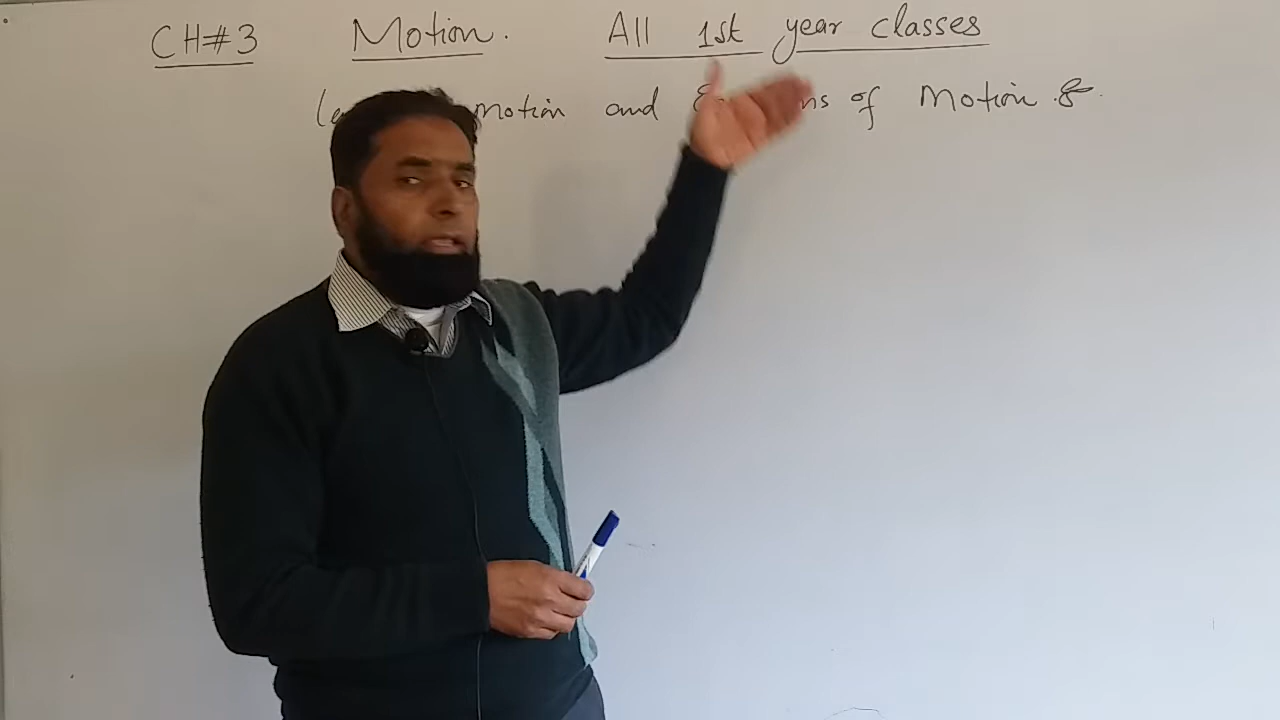 CH#3 Motion. All 1st year classes
motion and of Motion &